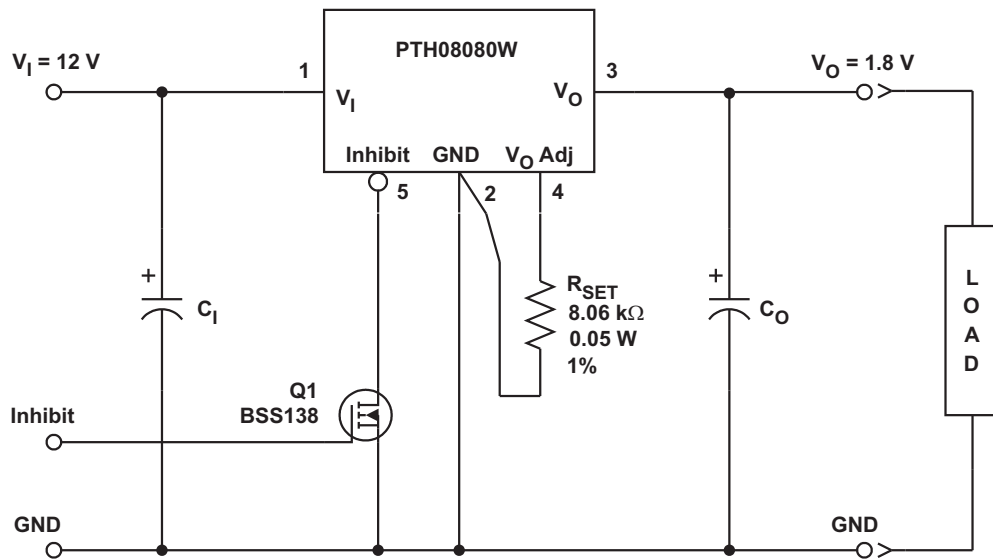 PTH08080W
V_I = 12 V
1
3
V_O = 1.8 V
V_I
V_O
Inhibit
GND
V_O Adj
5
2
4
+
C_I
R_SET
8.06 kΩ
0.05 W
1%
+
C_O
L
O
A
D
Q1
BSS138
Inhibit
GND
GND